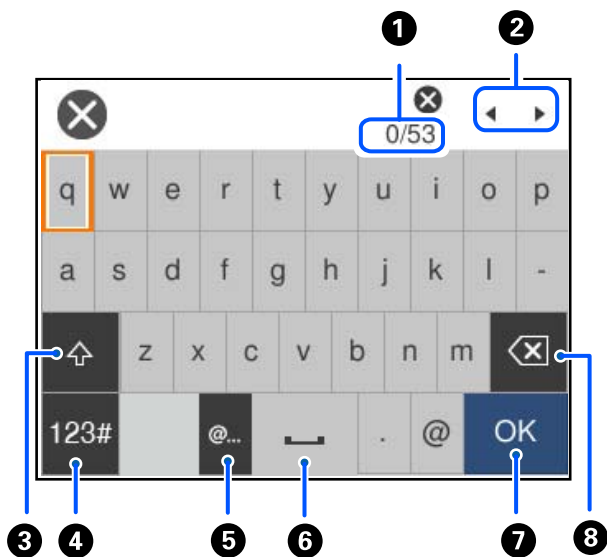 1 2
0/53
q w e r t y u i o p
a s d f g h j k l -
z x c v b n m
123# @... . @ OK
3 4 5 6 7 8